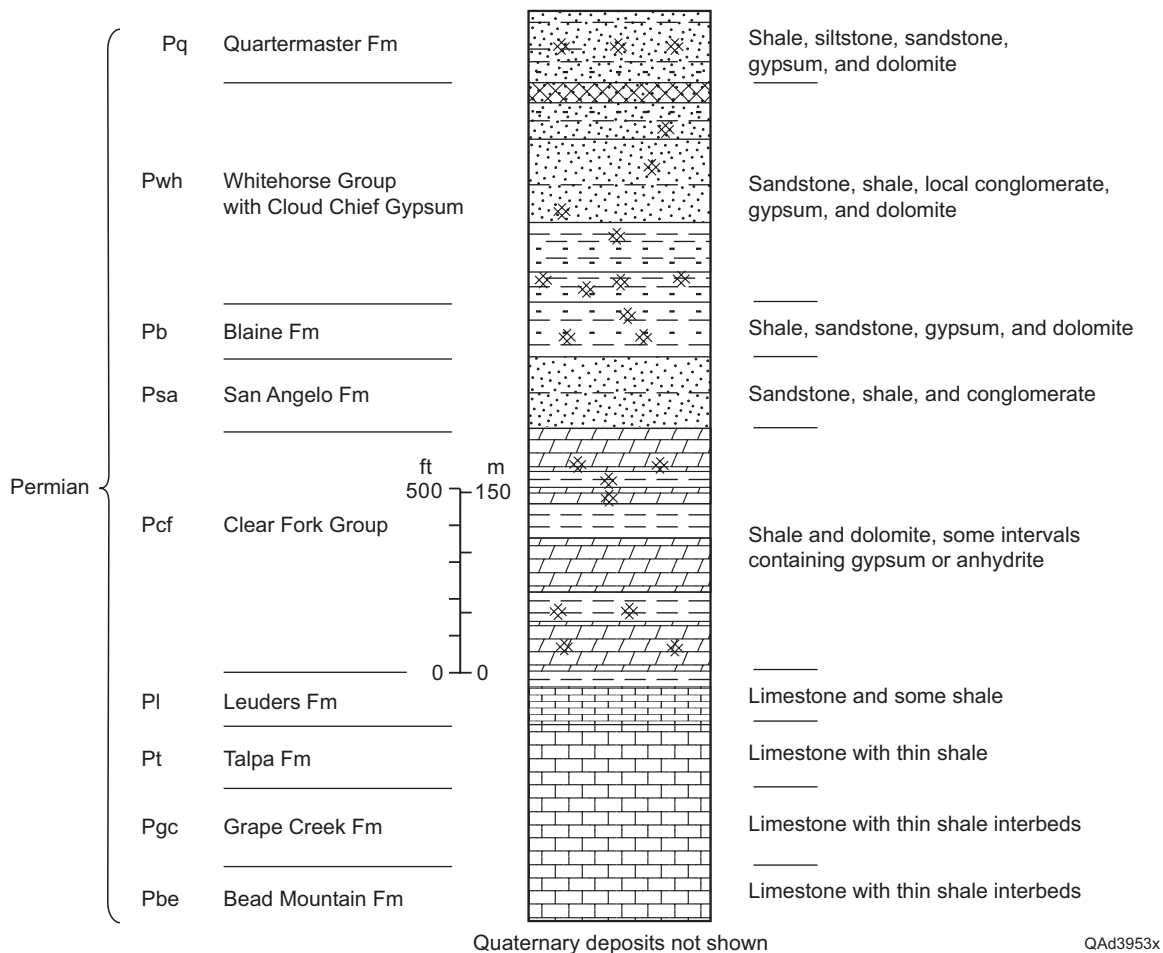 Pq Quartermaster Fm Shale, siltstone, sandstone,
gypsum, and dolomite
Pwh Whitehorse Group Sandstone, shale, local conglomerate,
with Cloud Chief Gypsum gypsum, and dolomite
Pb Blaine Fm Shale, sandstone, gypsum, and dolomite
Psa San Angelo Fm Sandstone, shale, and conglomerate
ft m
Permian 500 150
Pcf Clear Fork Group Shale and dolomite, some intervals
containing gypsum or anhydrite
0 0
Pl Leuders Fm Limestone and some shale
Pt Talpa Fm Limestone with thin shale
Pgc Grape Creek Fm Limestone with thin shale interbeds
Pbe Bead Mountain Fm Limestone with thin shale interbeds
Quaternary deposits not shown QAd3953x